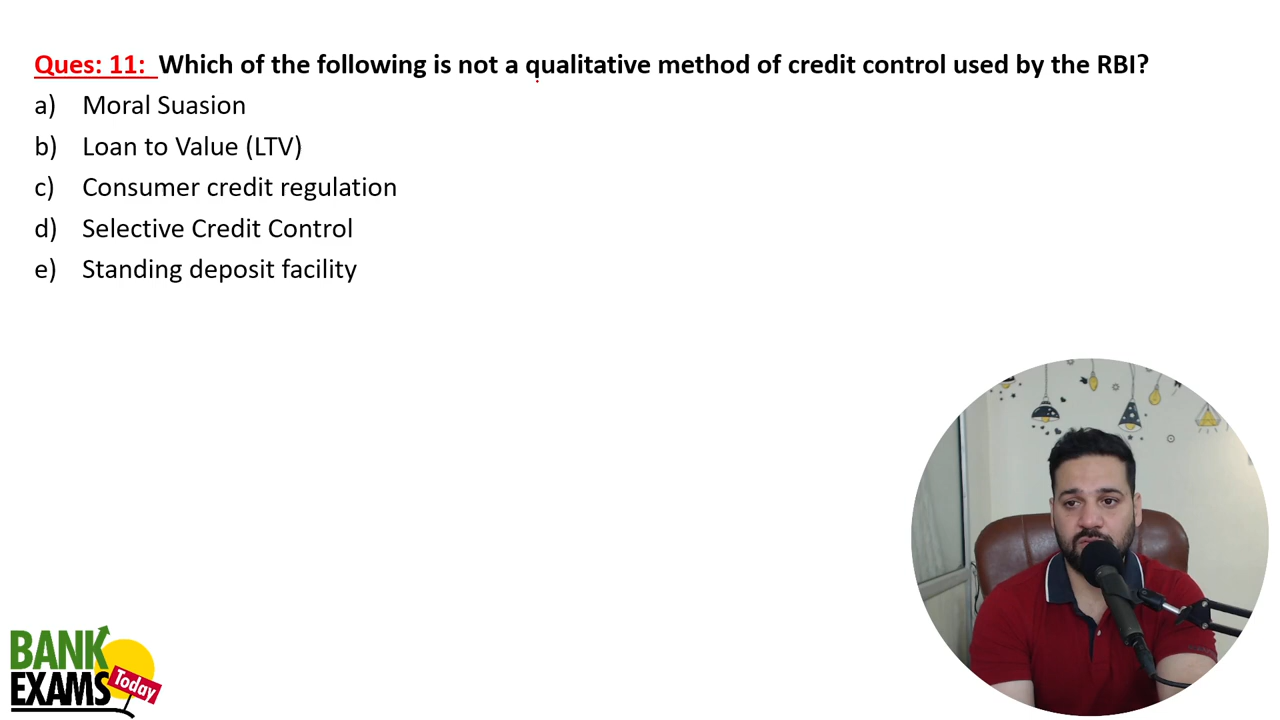 Ques: 11: Which of the following is not a qualitative method of credit control used by the RBI?
a) Moral Suasion
b) Loan to Value (LTV)
c) Consumer credit regulation
d) Selective Credit Control
e) Standing deposit facility
BANK
EXAMS
Today